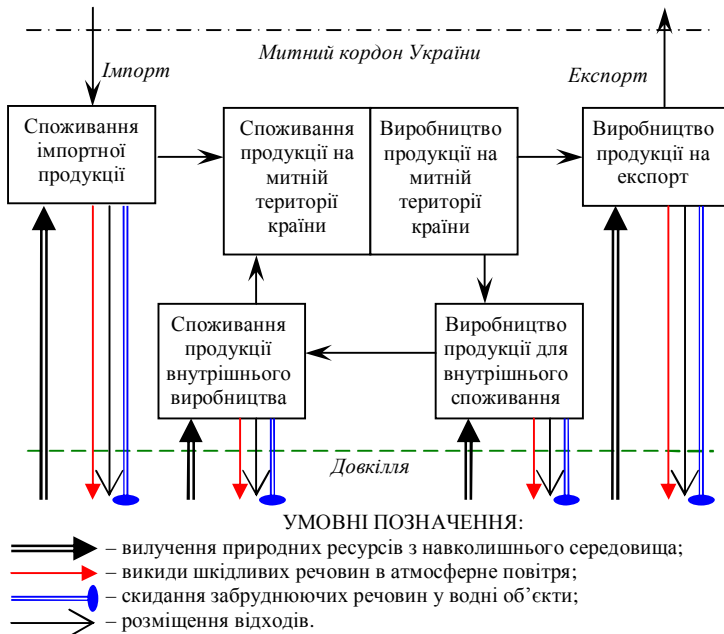 Митний кордон України
Імпорт
Експорт
Споживання
імпортної
продукції
Споживання
продукції на
митній
території
країни
Виробництво
продукції на
митній
території
країни
Виробництво
продукції на
експорт
Споживання
продукції
внутрішнього
виробництва
Виробництво
продукції для
внутрішнього
споживання
Довкілля
УМОВНІ ПОЗНАЧЕННЯ:
– вилучення природних ресурсів з навколишнього середовища;
– викиди шкідливих речовин в атмосферне повітря;
– скидання забруднюючих речовин у водні об’єкти;
– розміщення відходів.